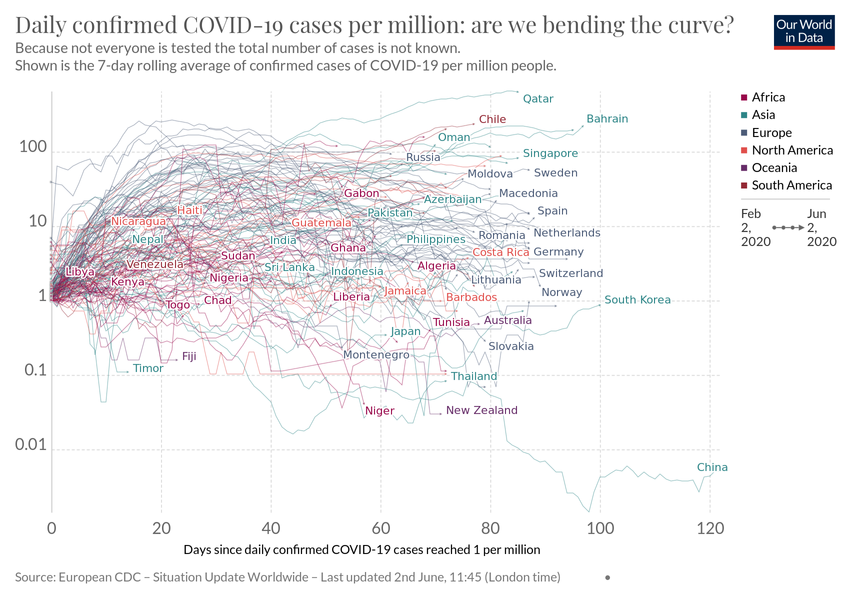 Daily confirmed COVID-19 cases per million: are we bending the curve?
Our World
in Data
Because not everyone is tested the total number of cases is not known.
Shown is the 7-day rolling average of confirmed cases of COVID-19 per million people.
Qatar
Chile
Bahrain
Oman
100
Russia
Singapore
Moldova
Sweden
Gabon
Macedonia
Azerbaijan
Haiti
Pakistan
Spain
10
Nicaragua
Guatemala
Nepal
India
Philippines
Romania
Netherlands
Ghana
Sudan
Costa Rica
Germany
Libya
Venezuela
Sri Lanka
Indonesia
Algeria
Kenya
Nigeria
Lithuania
Switzerland
1
Togo
Chad
Liberia
Jamaica
Barbados
Norway
South Korea
Japan
Tunisia
Australia
Fiji
Montenegro
Slovakia
0.1
Timor
Thailand
Niger
New Zealand
0.01
China
0
20
40
60
80
100
120
Days since daily confirmed COVID-19 cases reached 1 per million
Africa
Asia
Europe
North America
Oceania
South America
Feb
2,
2020
Jun
2,
2020
Source: European CDC – Situation Update Worldwide – Last updated 2nd June, 11:45 (London time)